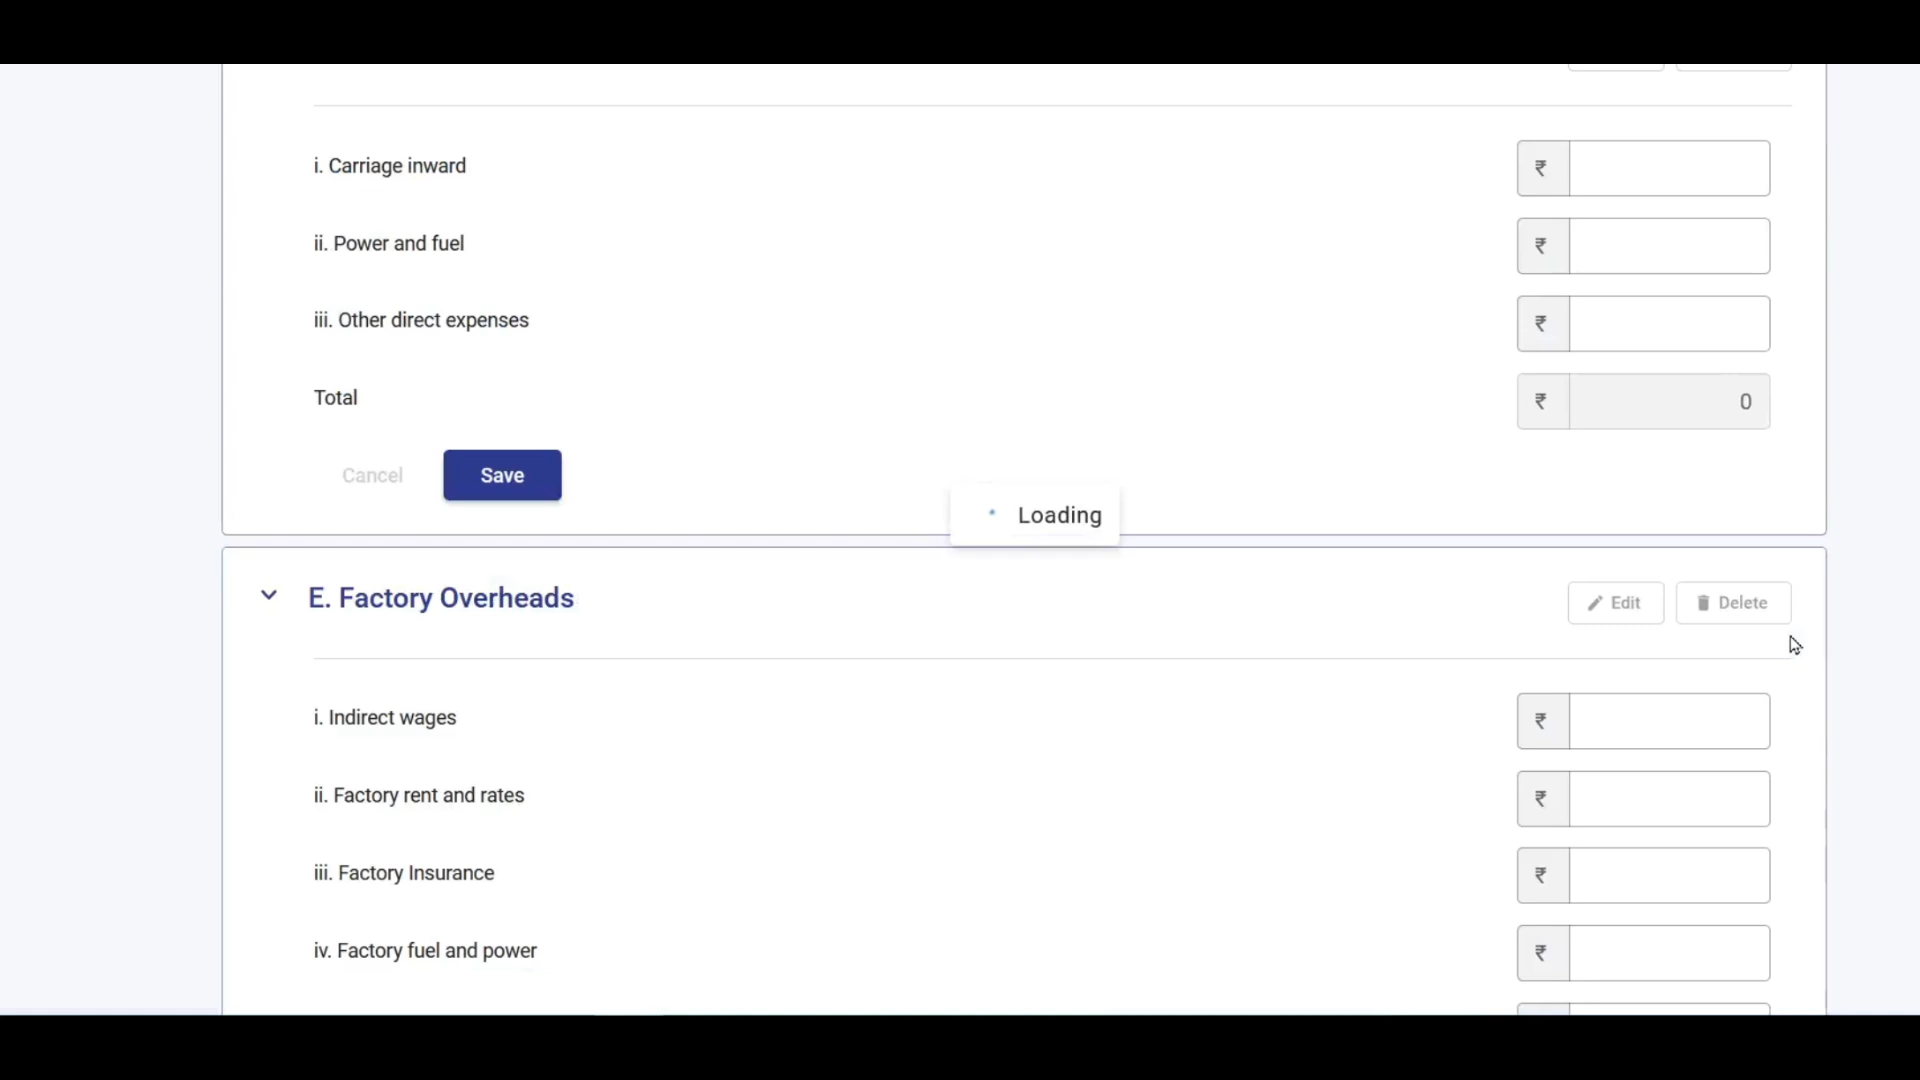 i. Carriage inward
₹
ii. Power and fuel
₹
iii. Other direct expenses
₹
Total
₹ 0
Cancel
Save
Loading
E. Factory Overheads
Edit
Delete
i. Indirect wages
₹
ii. Factory rent and rates
₹
iii. Factory Insurance
₹
iv. Factory fuel and power
₹